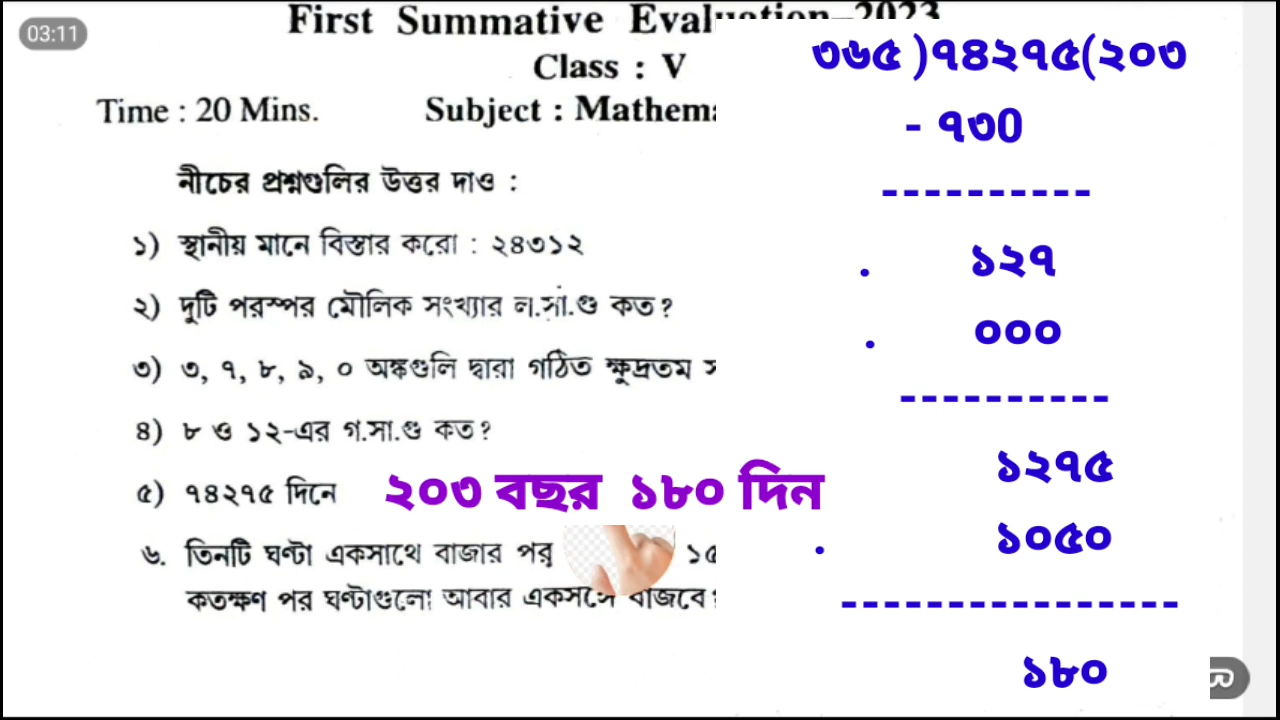 03:11
First Summative Evaluation-2023
Class : V
Time : 20 Mins. Subject : Mathema
নীচের প্রশ্নগুলির উত্তর দাও :
১) স্থানীয় মানে বিস্তার করো : ২৪৩১২
২) দুটি পরস্পর মৌলিক সংখ্যার ল.সা.গু কত?
৩) ৩, ৭, ৮, ৯, ০ অঙ্কগুলি দ্বারা গঠিত ক্ষুদ্রতম
৪) ৮ ও ১২-এর গ.সা.গু কত?
৫) ৭৪২৭৫ দিনে ২০৩ বছর ১৮০ দিন
৬. তিনটি ঘণ্টা একসাথে বাজার পর ১৫
কতক্ষণ পর ঘণ্টাগুলো আবার একসঙ্গে বাজবে?
৩৬৫ )৭৪২৭৫(২০৩
- ৭৩0
----------
. ১২৭
. ০০০
----------
১২৭৫
. ১০৫০
----------------
১৮০